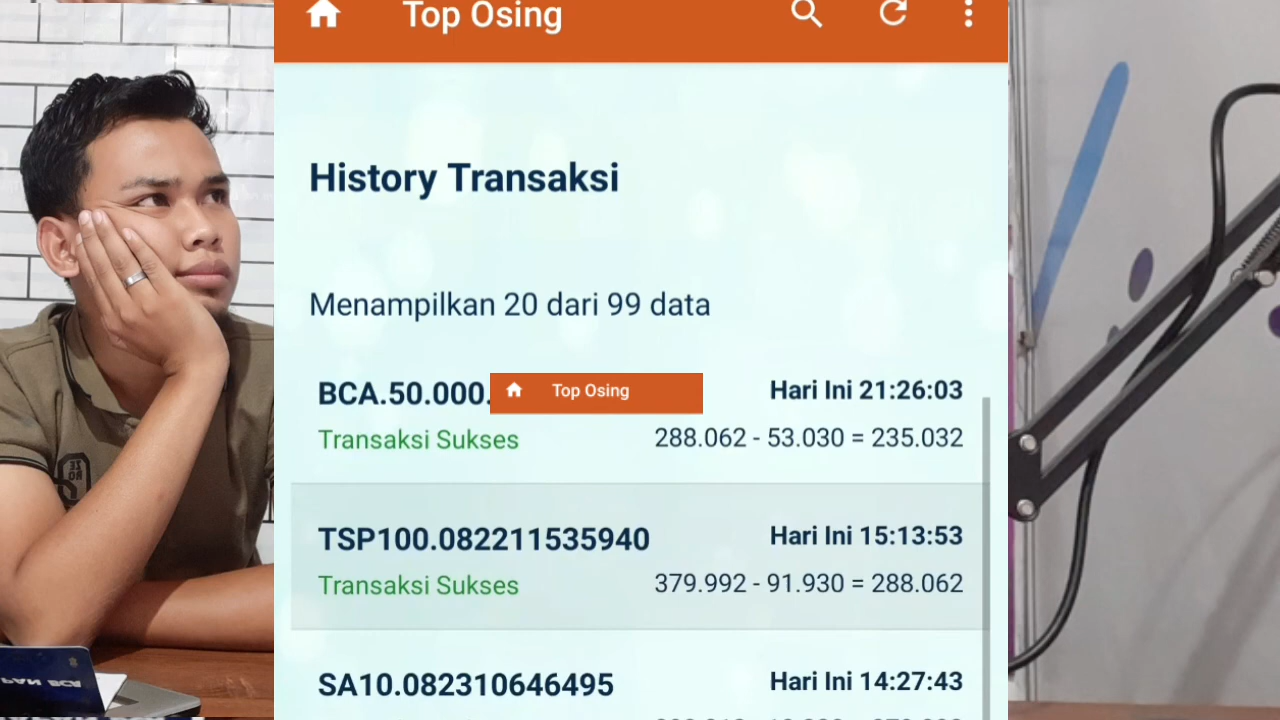 Top Osing
History Transaksi
Menampilkan 20 dari 99 data
BCA.50.000.
Top Osing
Hari Ini 21:26:03
Transaksi Sukses
288.062 - 53.030 = 235.032
TSP100.082211535940
Hari Ini 15:13:53
Transaksi Sukses
379.992 - 91.930 = 288.062
SA10.082310646495
Hari Ini 14:27:43